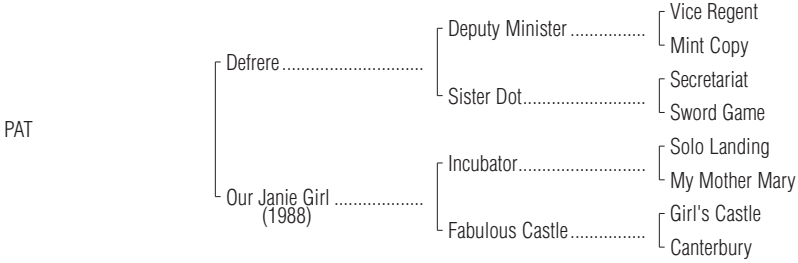 Vice Regent
Deputy Minister ................
Mint Copy
Defrere.............................
Secretariat
Sister Dot.........................
Sword Game
PAT
Solo Landing
Incubator..........................
My Mother Mary
Our Janie Girl ..................
(1988)
Girl's Castle
Fabulous Castle................
Canterbury